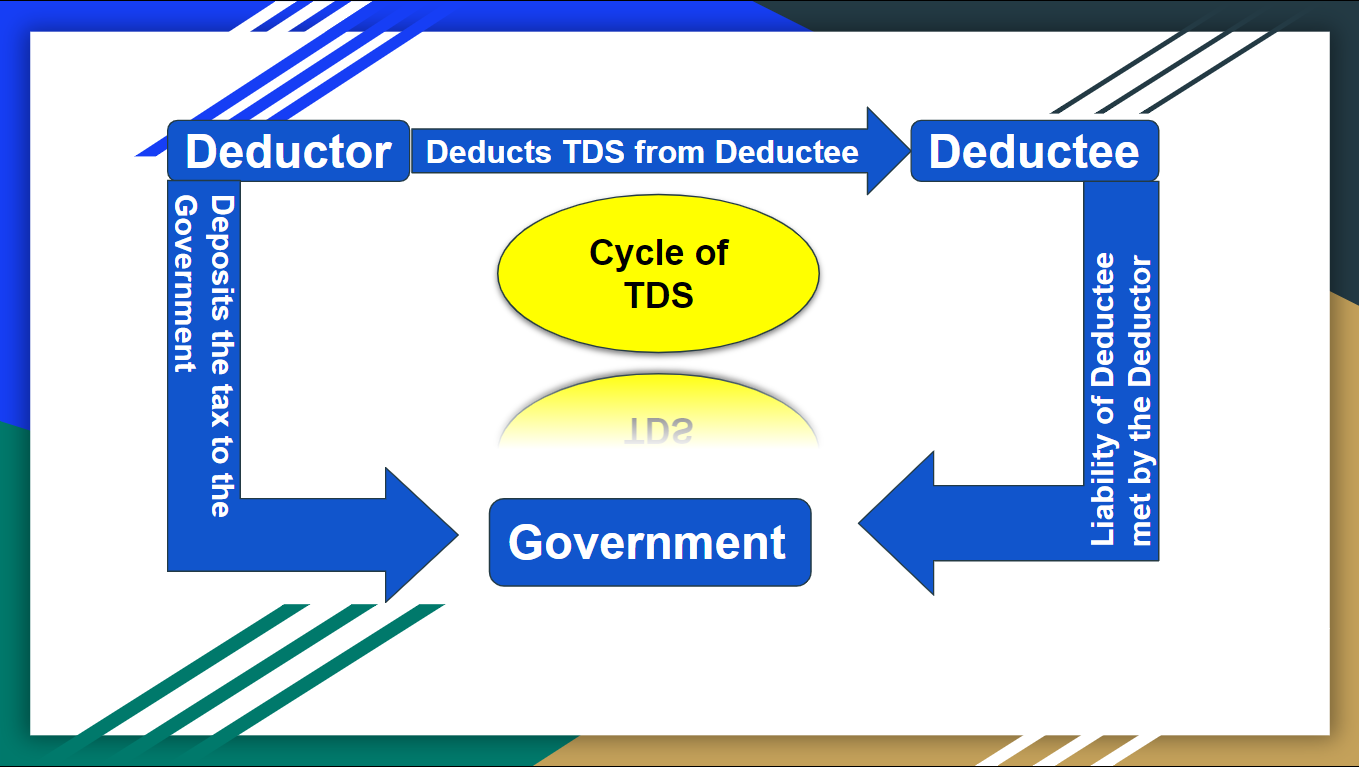 Deductor
Deducts TDS from Deductee
Deductee
Deposits the tax to the
Government
Cycle of
TDS
TDS
Liability of Deductee
met by the Deductor
Government